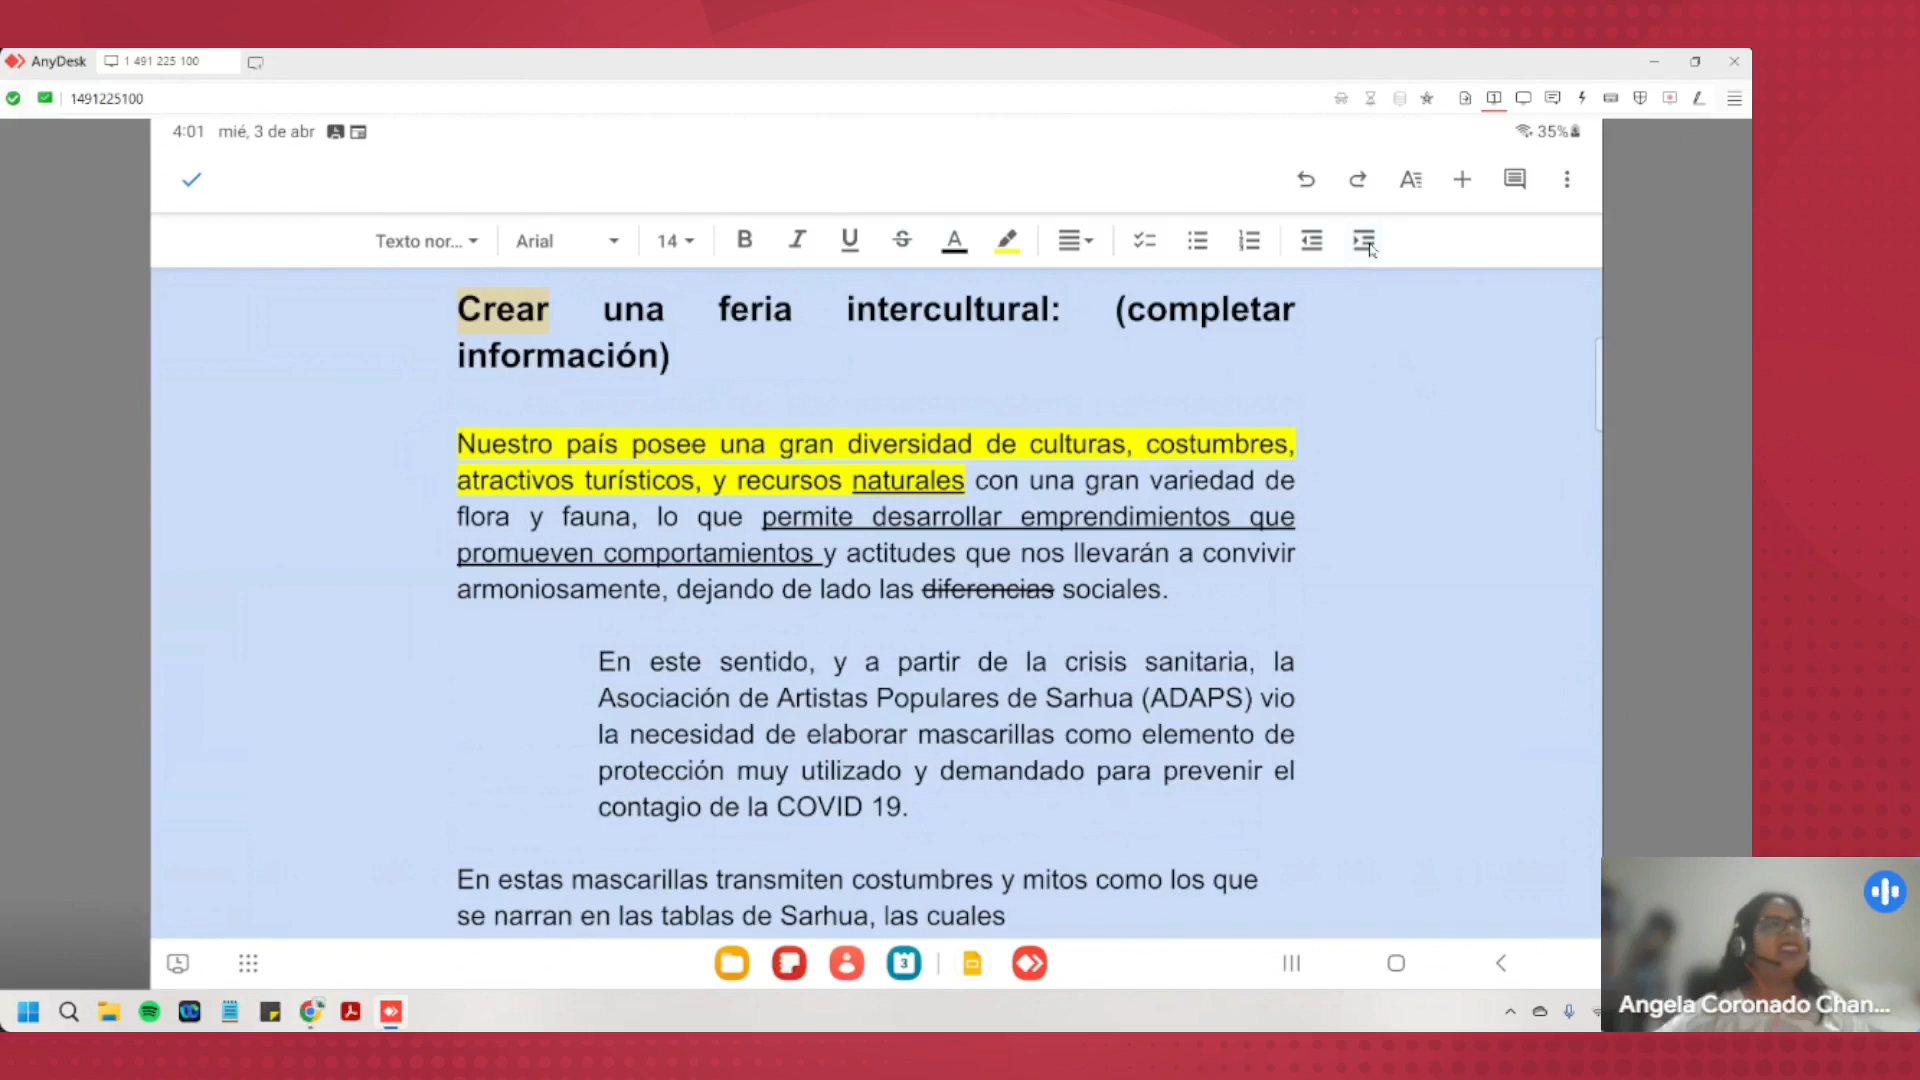 AnyDesk
1 491 225 100
1491225100
4:01 mié, 3 de abr
35%
Texto nor...
Arial
14
B I U S A
Crear una feria intercultural: (completar
información)
Nuestro país posee una gran diversidad de culturas, costumbres,
atractivos turísticos, y recursos naturales con una gran variedad de
flora y fauna, lo que permite desarrollar emprendimientos que
promueven comportamientos y actitudes que nos llevarán a convivir
armoniosamente, dejando de lado las diferencias sociales.
En este sentido, y a partir de la crisis sanitaria, la
Asociación de Artistas Populares de Sarhua (ADAPS) vio
la necesidad de elaborar mascarillas como elemento de
protección muy utilizado y demandado para prevenir el
contagio de la COVID 19.
En estas mascarillas transmiten costumbres y mitos como los que
se narran en las tablas de Sarhua, las cuales
3
Angela Coronado Chan...